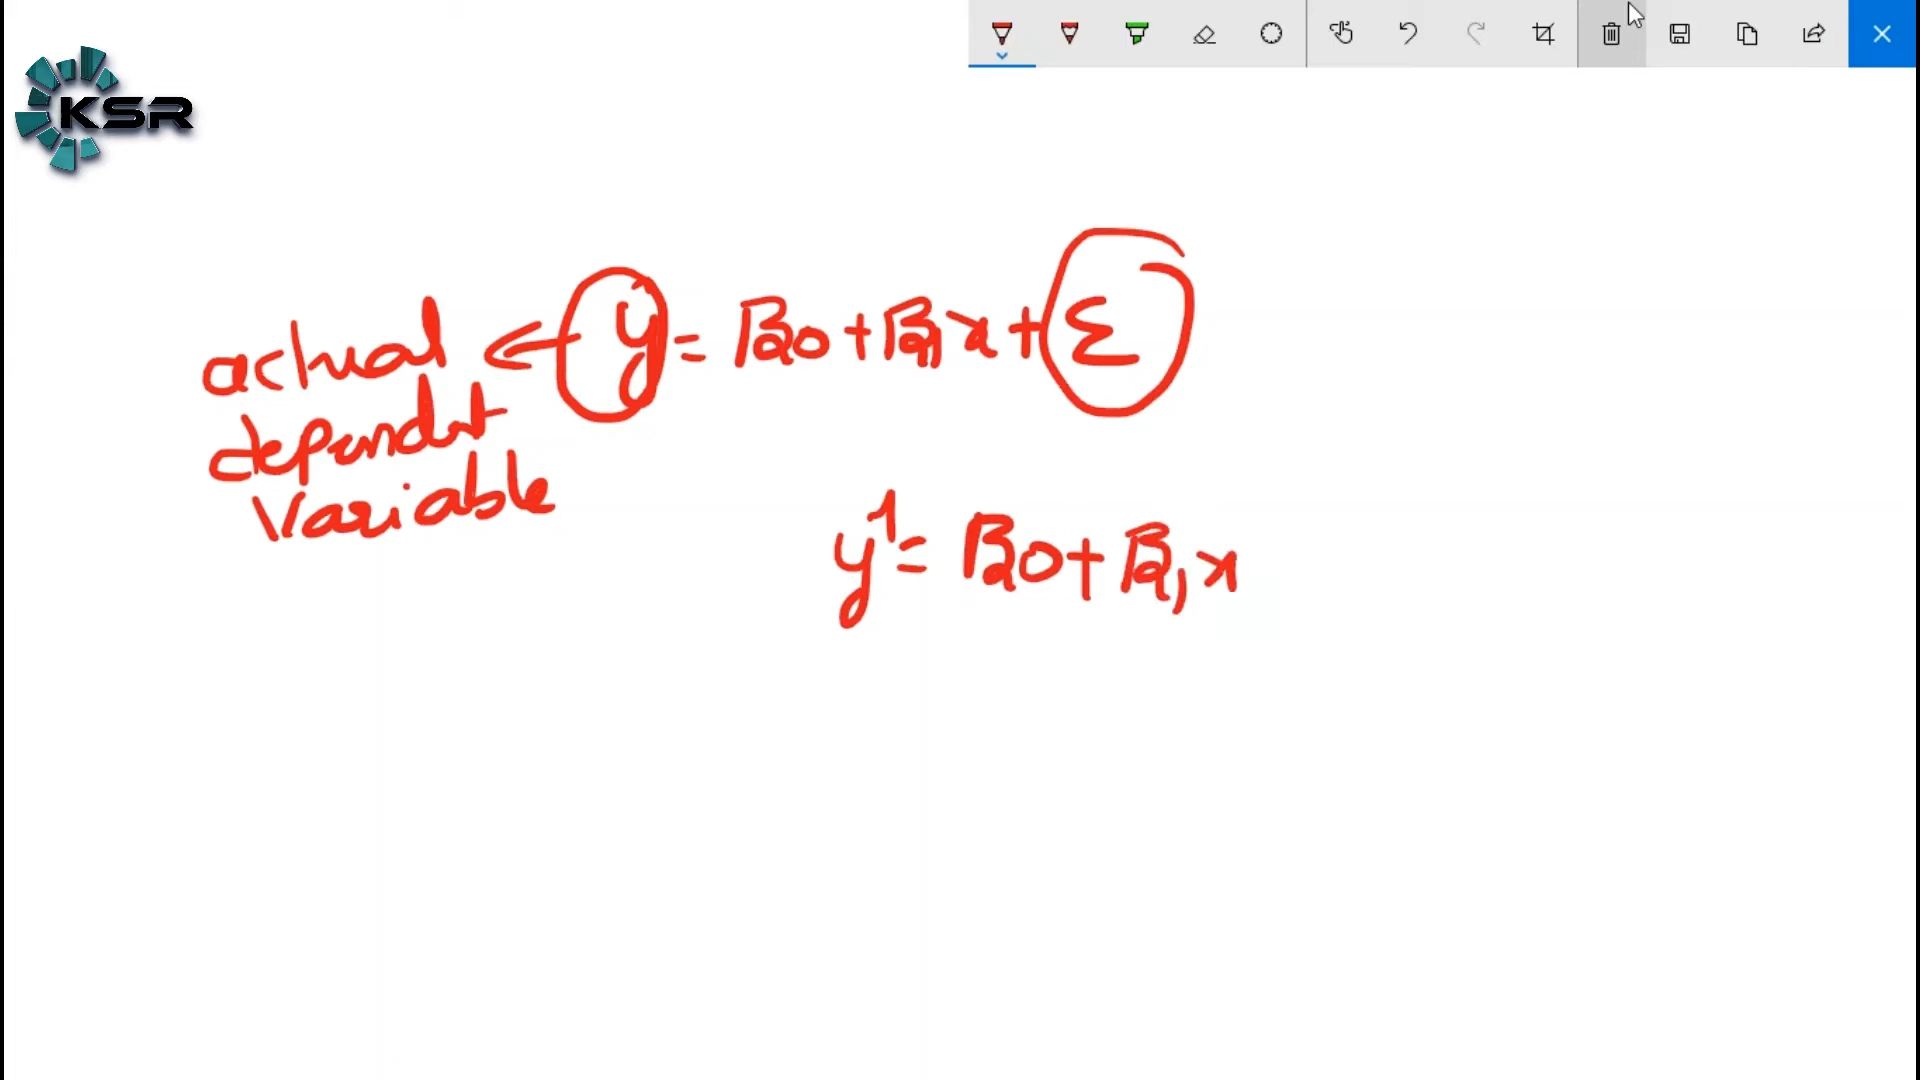 KSR
y = β0 + β1x + ε
actual
dependent
variable
y^ = β0 + β1x